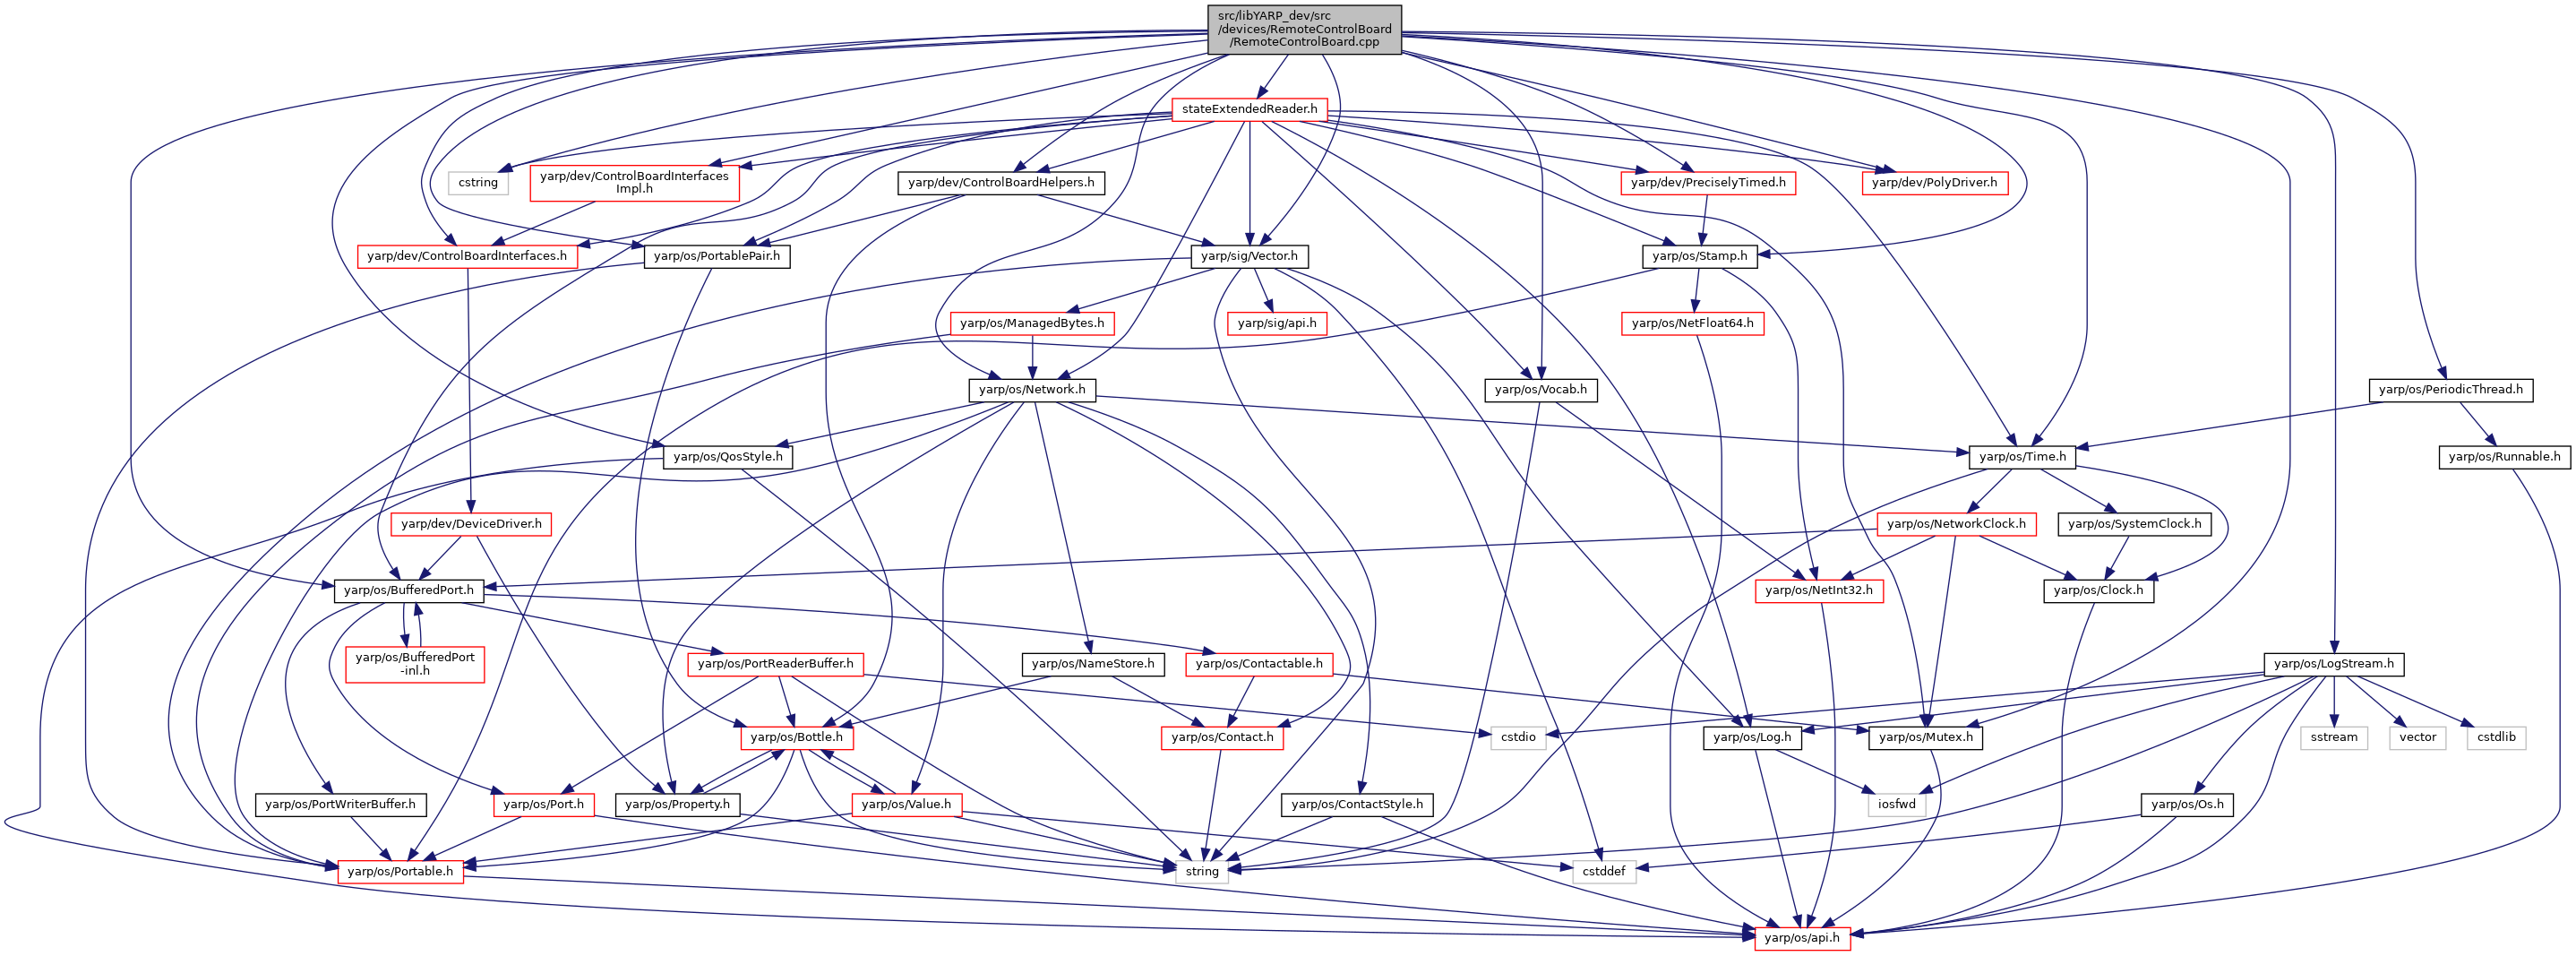 src/libYARP_dev/src
/devices/RemoteControlBoard
/RemoteControlBoard.cpp
stateExtendedReader.h
cstring
yarp/dev/ControlBoardInterfaces
Impl.h
yarp/dev/ControlBoardHelpers.h
yarp/dev/PreciselyTimed.h
yarp/dev/PolyDriver.h
yarp/dev/ControlBoardInterfaces.h
yarp/os/PortablePair.h
yarp/sig/Vector.h
yarp/os/Stamp.h
yarp/os/ManagedBytes.h
yarp/sig/api.h
yarp/os/NetFloat64.h
yarp/os/Network.h
yarp/os/Vocab.h
yarp/os/PeriodicThread.h
yarp/os/QosStyle.h
yarp/os/Time.h
yarp/os/Runnable.h
yarp/dev/DeviceDriver.h
yarp/os/NetworkClock.h
yarp/os/SystemClock.h
yarp/os/BufferedPort.h
yarp/os/NetInt32.h
yarp/os/Clock.h
yarp/os/BufferedPort
-inl.h
yarp/os/PortReaderBuffer.h
yarp/os/NameStore.h
yarp/os/Contactable.h
yarp/os/LogStream.h
yarp/os/Bottle.h
yarp/os/Contact.h
cstdio
yarp/os/Log.h
yarp/os/Mutex.h
sstream
vector
cstdlib
yarp/os/PortWriterBuffer.h
yarp/os/Port.h
yarp/os/Property.h
yarp/os/Value.h
yarp/os/ContactStyle.h
iosfwd
yarp/os/Os.h
yarp/os/Portable.h
string
cstddef
yarp/os/api.h